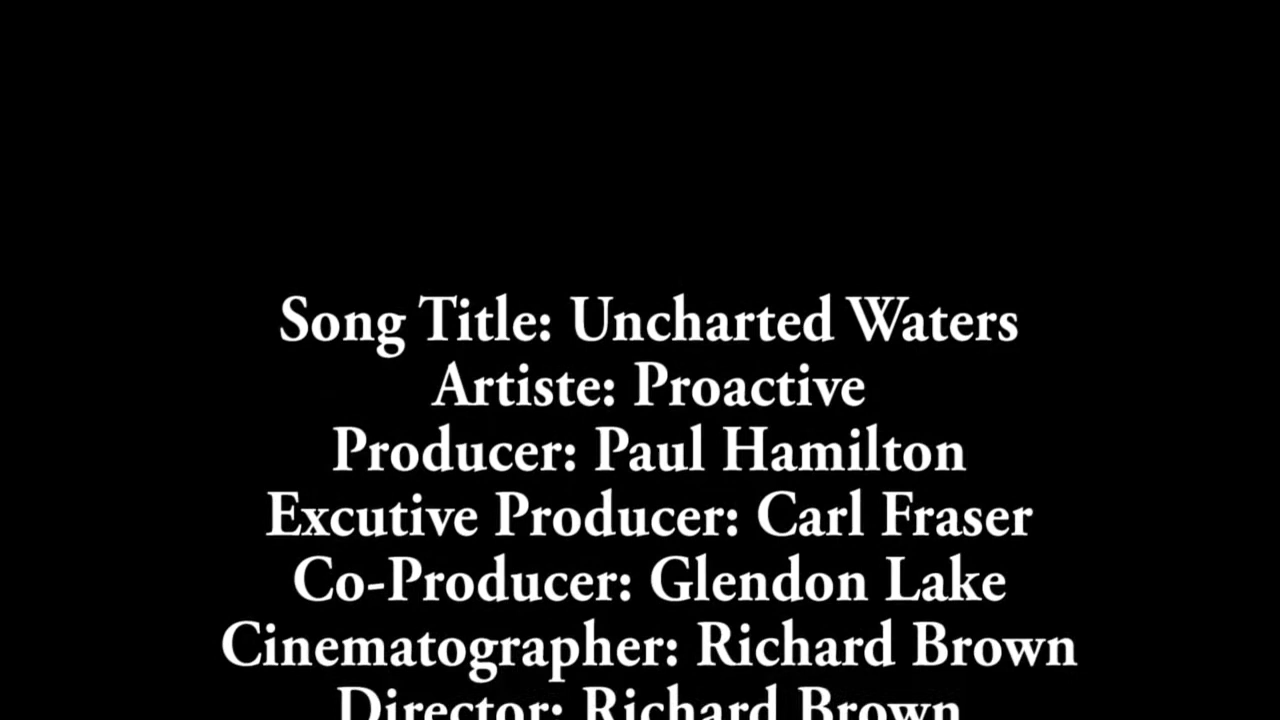 Song Title: Uncharted Waters
Artiste: Proactive
Producer: Paul Hamilton
Excutive Producer: Carl Fraser
Co-Producer: Glendon Lake
Cinematographer: Richard Brown
Director: Richard Brown